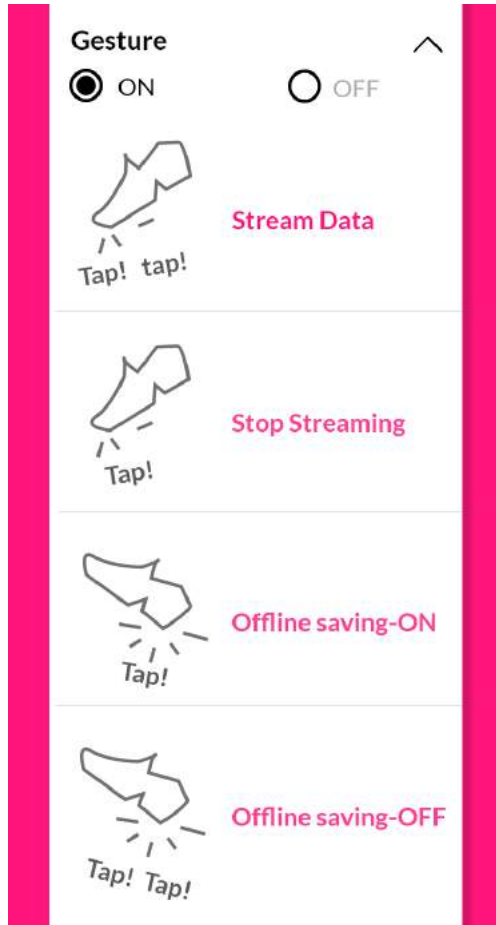 Gesture
ON OFF
Stream Data
Tap! tap!
Stop Streaming
Tap!
Offline saving-ON
Tap!
Offline saving-OFF
Tap! Tap!